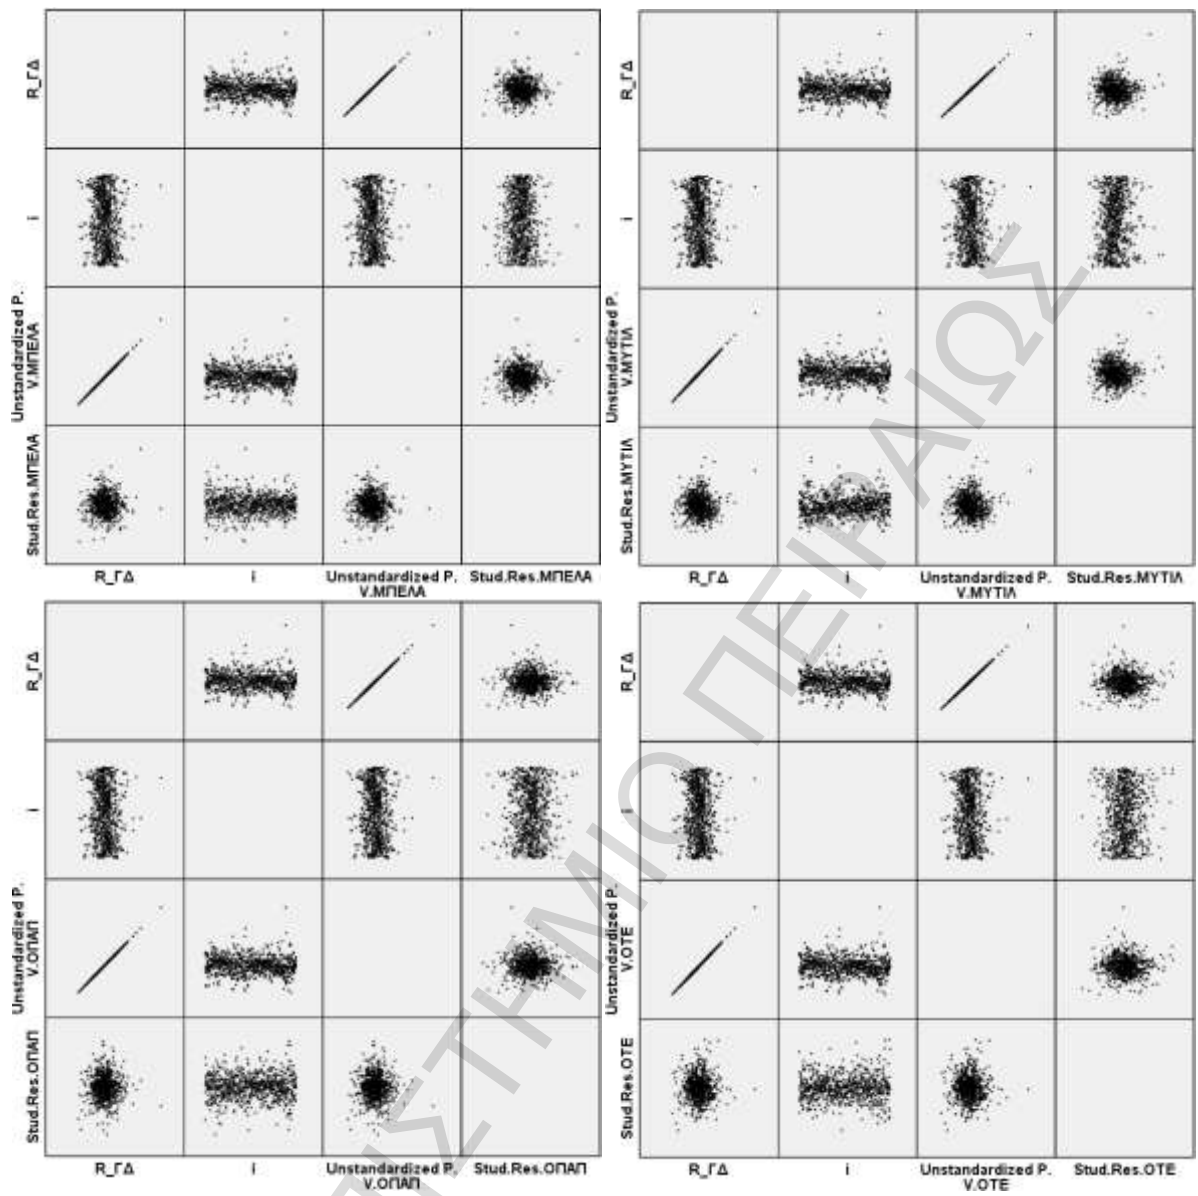 R_ΓΔ
i
Unstandardized P.
V.ΜΠΕΛΑ
Stud.Res.ΜΠΕΛΑ
R_ΓΔ
i
Unstandardized P.
V.ΜΠΕΛΑ
Stud.Res.ΜΠΕΛΑ
R_ΓΔ
i
Unstandardized P.
V.ΜΥΤΙΛ
Stud.Res.ΜΥΤΙΛ
R_ΓΔ
i
Unstandardized P.
V.ΜΥΤΙΛ
Stud.Res.ΜΥΤΙΛ
R_ΓΔ
i
Unstandardized P.
V.ΟΠΑΠ
Stud.Res.ΟΠΑΠ
R_ΓΔ
i
Unstandardized P.
V.ΟΠΑΠ
Stud.Res.ΟΠΑΠ
R_ΓΔ
i
Unstandardized P.
V.ΟΤΕ
Stud.Res.ΟΤΕ
R_ΓΔ
i
Unstandardized P.
V.ΟΤΕ
Stud.Res.ΟΤΕ
ΠΙΣΤΗΜΙΟ ΠΕΙΡΑΙΩΣ